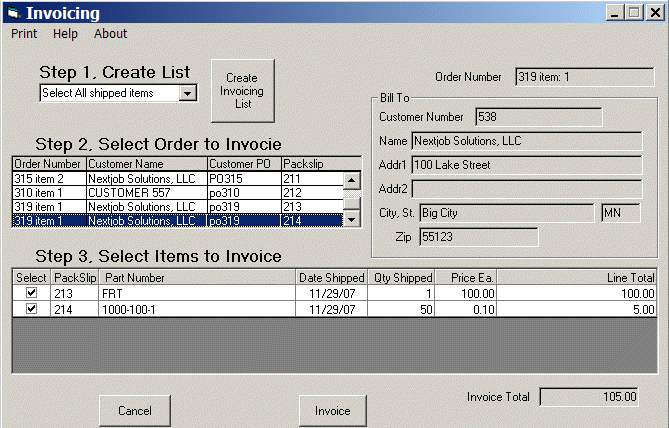 Invoicing
Print Help About
Step 1, Create List
Select All shipped items
Create
Invoicing
List
Order Number 319 item: 1
Bill To
Customer Number 538
Name Nextjob Solutions, LLC
Addr1 100 Lake Street
Addr2
City, St. Big City MN
Zip 55123
Step 2, Select Order to Invocie
Order Number Customer Name Customer PO Packslip
315 item 2 Nextjob Solutions, LLC PO315 211
310 item 1 CUSTOMER 557 po310 212
319 item 1 Nextjob Solutions, LLC po319 213
319 item 1 Nextjob Solutions, LLC po319 214
Step 3, Select Items to Invoice
Select PackSlip Part Number Date Shipped Qty Shipped Price Ea. Line Total
213 FRT 11/29/07 1 100.00 100.00
214 1000-100-1 11/29/07 50 0.10 5.00
Invoice Total 105.00
Cancel Invoice